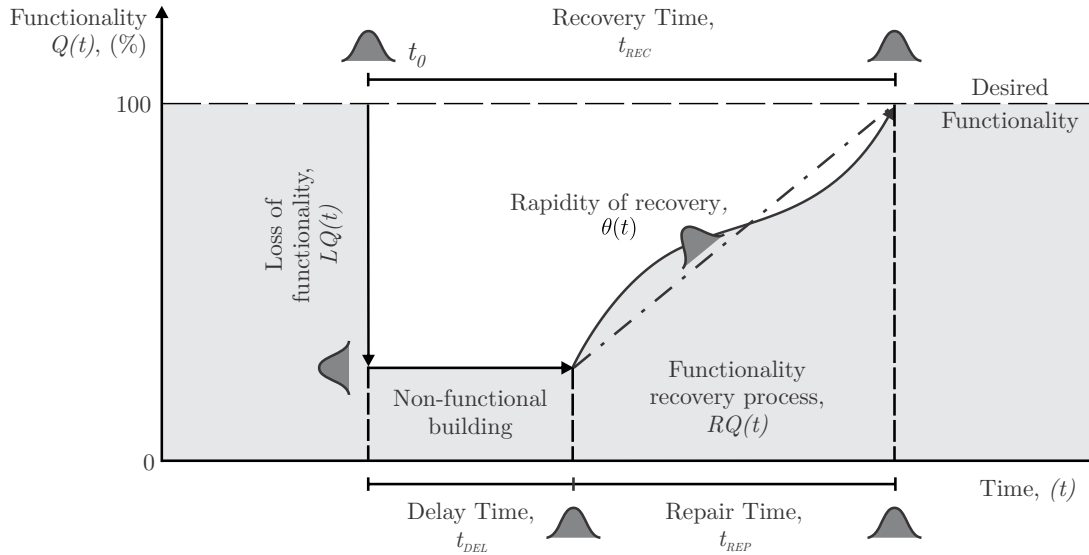 Functionality
Q(t), (%)
Recovery Time,
t_REC
t_0
100
Desired
Functionality
Loss of
functionality,
LQ(t)
Rapidity of recovery,
θ(t)
Non-functional
building
Functionality
recovery process,
RQ(t)
0
Time, (t)
Delay Time,
t_DEL
Repair Time,
t_REP